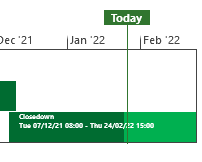 Today
Dec '21 Jan '22 Feb '22
Closedown
Tue 07/12/21 08:00 - Thu 24/02/22 15:00